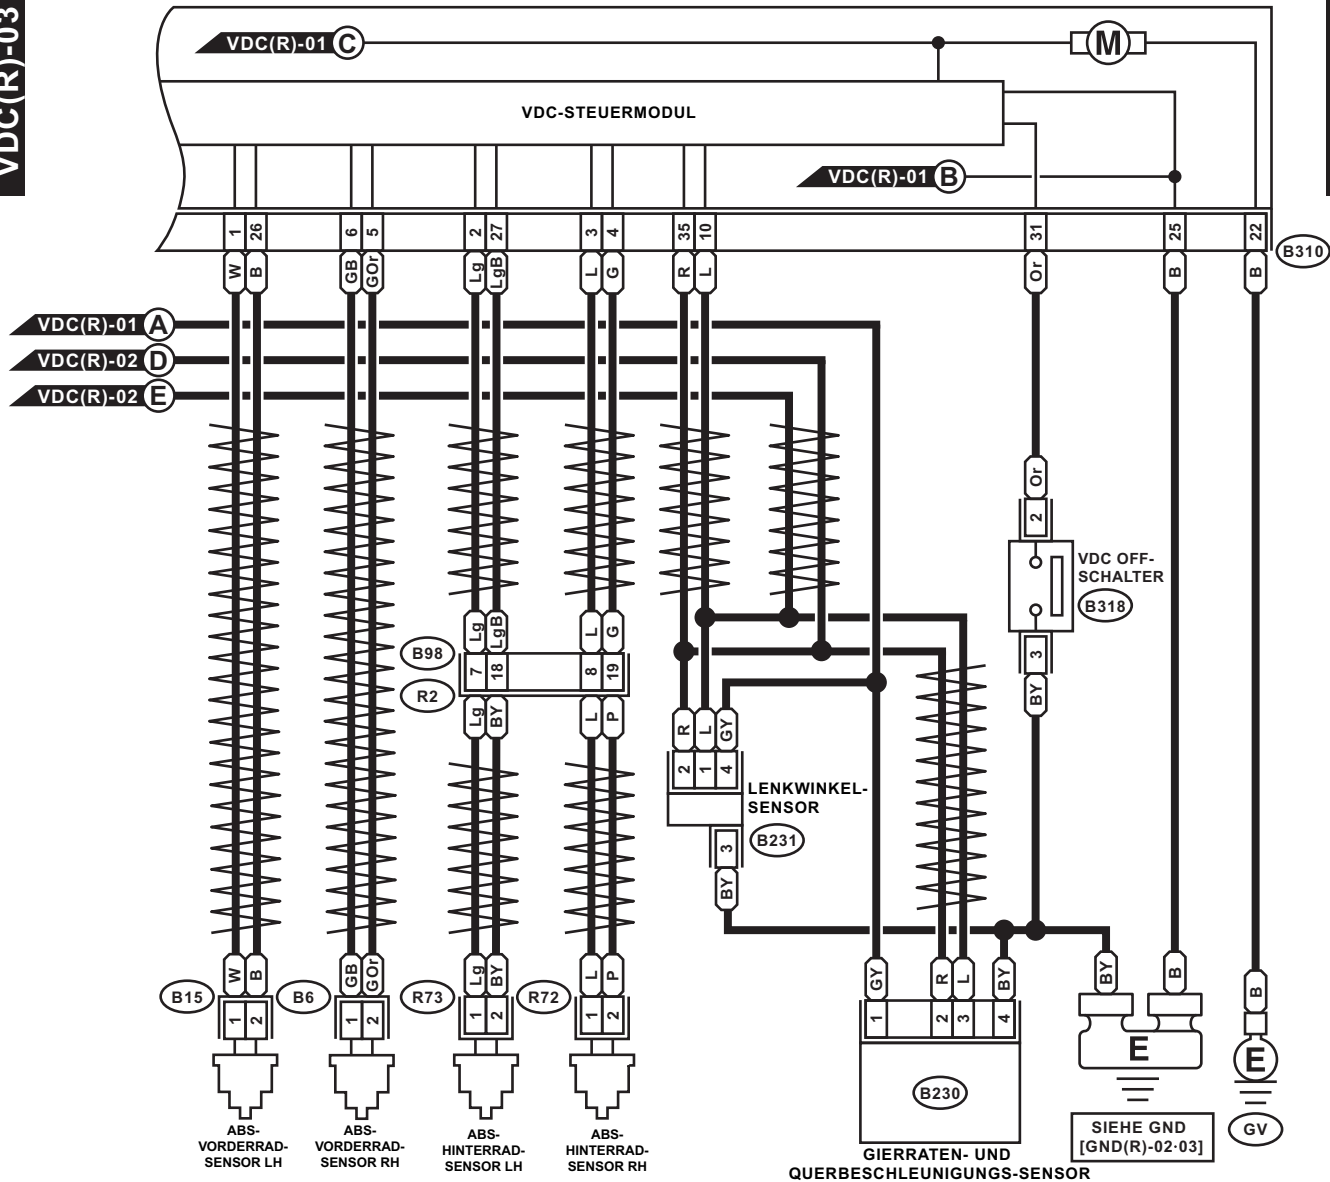 VDC(R)-03
VDC(R)-01 C
M
VDC-STEUERMODUL
VDC(R)-01 B
1 26 6 5 2 27 3 4 35 10 31 25 22
B310
W B GB GOr Lg LgB L G R L Or B B
VDC(R)-01 A
VDC(R)-02 D
VDC(R)-02 E
Or
2
VDC OFF-
SCHALTER
B318
3
BY
Lg LgB L G
B98
7 18 8 19
R2
Lg BY L P
R L GY
2 1 4
LENKWINKEL-
SENSOR
B231
3
BY
W B GB GOr Lg BY L P GY R L BY BY B B
B15 B6 R73 R72
1 2 1 2 1 2 1 2 1 2 3 4
E
E
B230
ABS-
VORDERRAD-
SENSOR LH
ABS-
VORDERRAD-
SENSOR RH
ABS-
HINTERRAD-
SENSOR LH
ABS-
HINTERRAD-
SENSOR RH
GIERRATEN- UND
QUERBESCHLEUNIGUNGS-SENSOR
SIEHE GND
[GND(R)-02·03]
GV